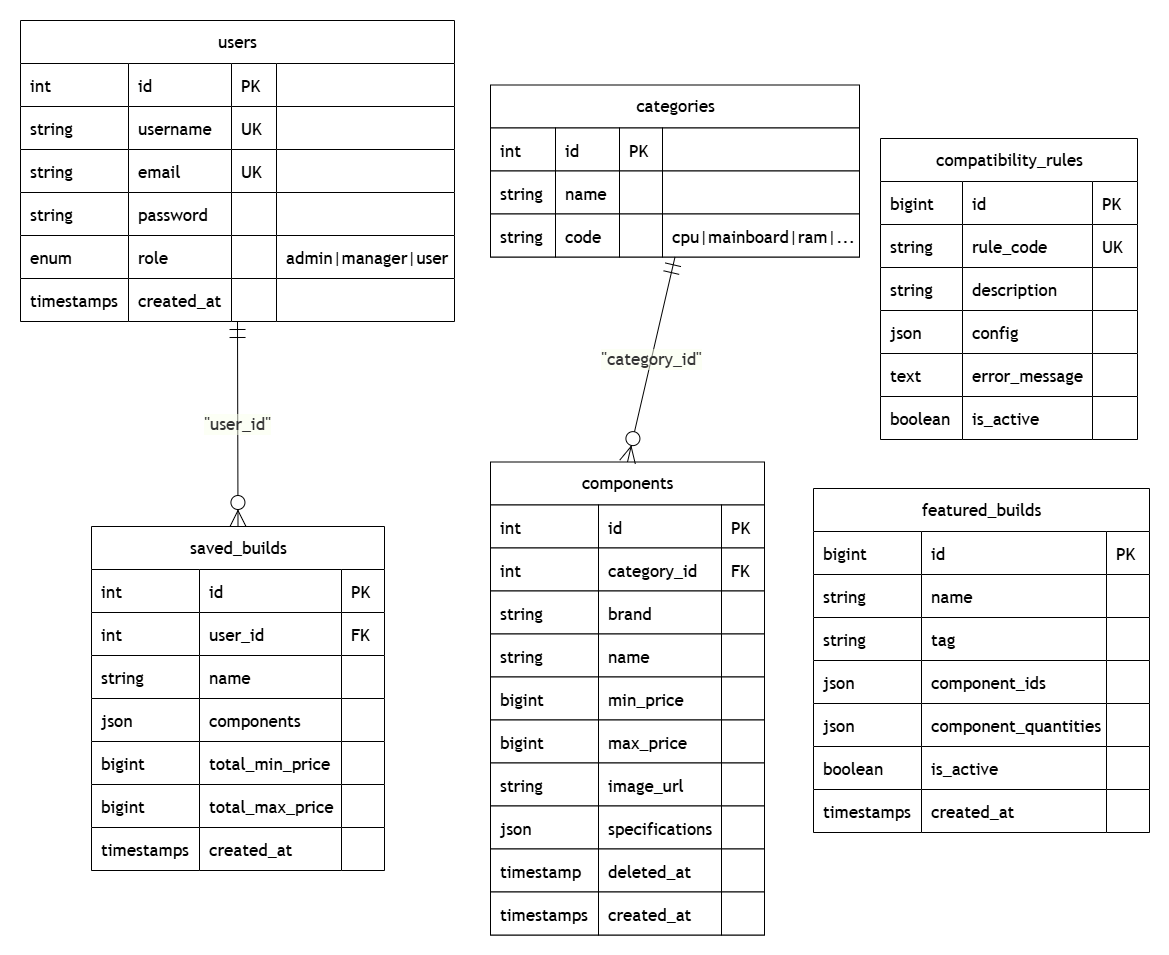 users
int id PK
string username UK
string email UK
string password
enum role admin|manager|user
timestamps created_at
"user_id"
saved_builds
int id PK
int user_id FK
string name
json components
bigint total_min_price
bigint total_max_price
timestamps created_at
categories
int id PK
string name
string code cpu|mainboard|ram|...
"category_id"
components
int id PK
int category_id FK
string brand
string name
bigint min_price
bigint max_price
string image_url
json specifications
timestamp deleted_at
timestamps created_at
compatibility_rules
bigint id PK
string rule_code UK
string description
json config
text error_message
boolean is_active
featured_builds
bigint id PK
string name
string tag
json component_ids
json component_quantities
boolean is_active
timestamps created_at